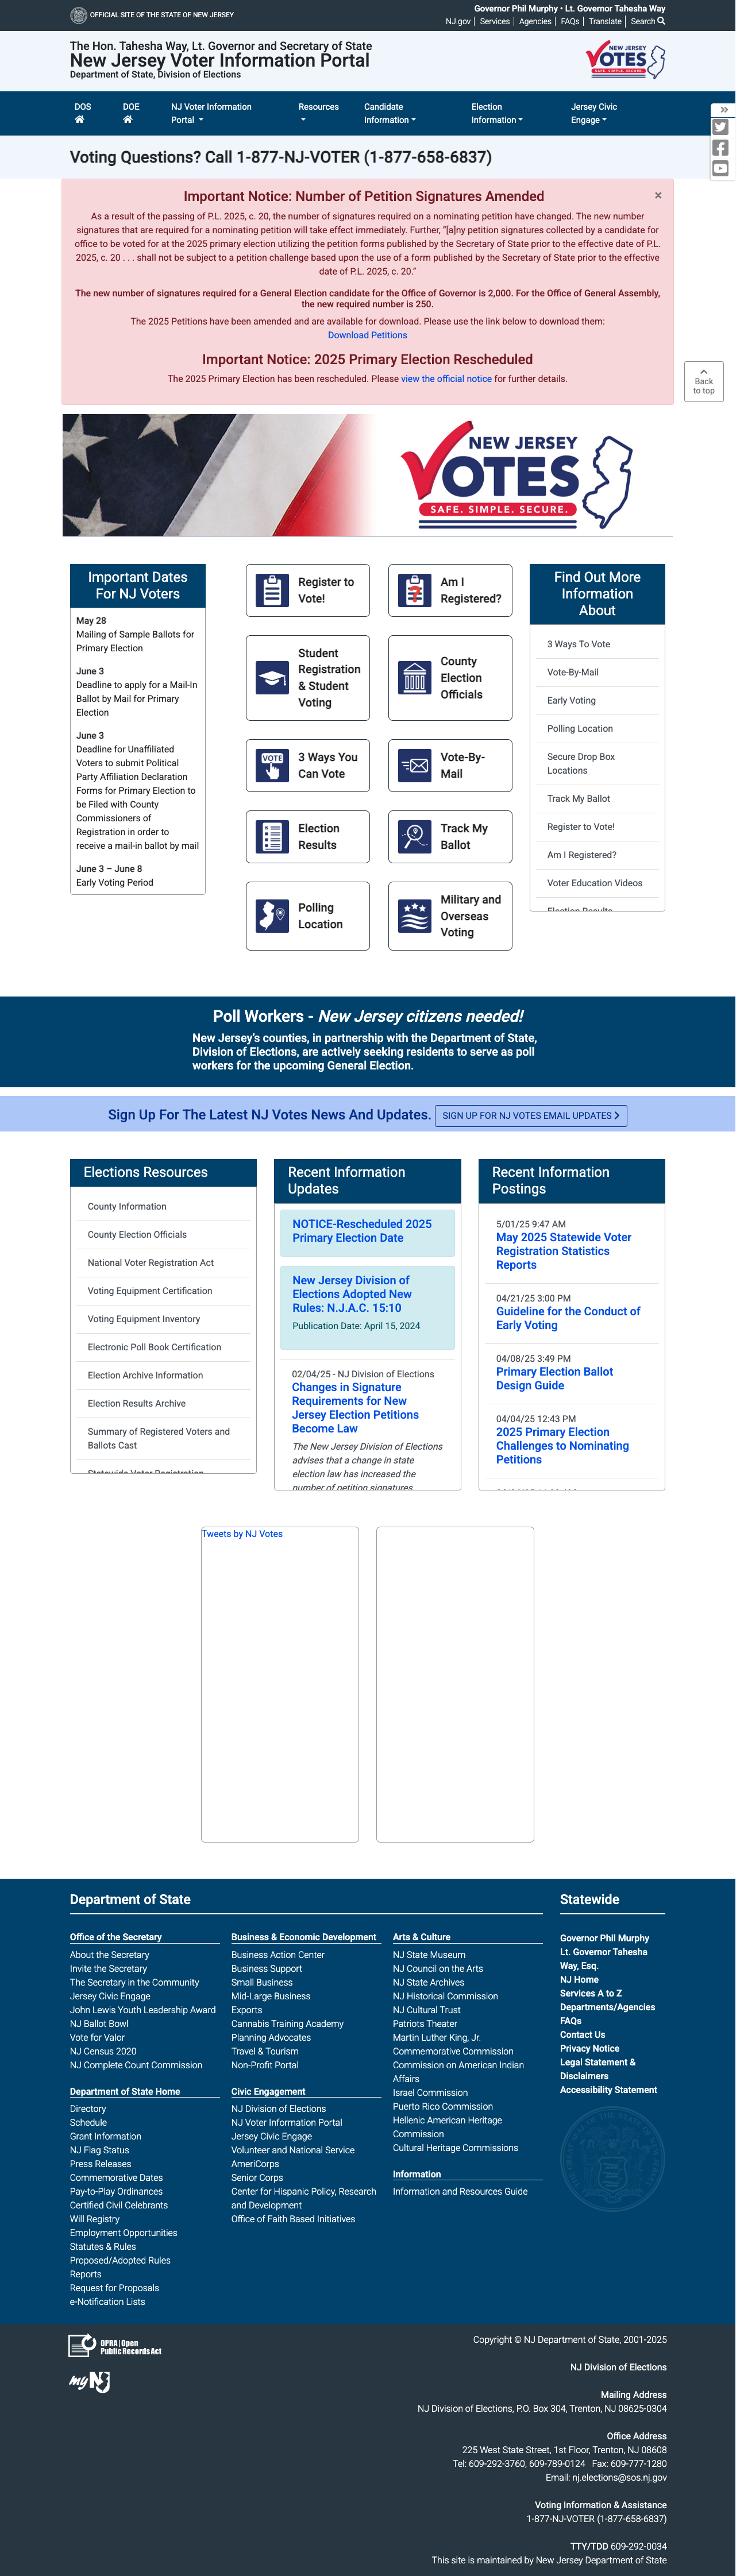 OFFICIAL SITE OF THE STATE OF NEW JERSEY
Governor Phil Murphy • Lt. Governor Tahesha Way
NJ.gov | Services | Agencies | FAQs | Translate | Search
The Hon. Tahesha Way, Lt. Governor and Secretary of State
New Jersey Voter Information Portal
Department of State, Division of Elections
NEW JERSEY
VOTES
SAFE. SIMPLE. SECURE.
DOS
DOE
NJ Voter Information
Portal
Resources
Candidate
Information
Election
Information
Jersey Civic
Engage
Voting Questions? Call 1-877-NJ-VOTER (1-877-658-6837)
Important Notice: Number of Petition Signatures Amended
×
As a result of the passing of P.L. 2025, c. 20, the number of signatures required on a nominating petition have changed. The new number
signatures that are required for a nominating petition will take effect immediately. Further, “[a]ny petition signatures collected by a candidate for
office to be voted for at the 2025 primary election utilizing the petition forms published by the Secretary of State prior to the effective date of P.L.
2025, c. 20 . . . shall not be subject to a petition challenge based upon the use of a form published by the Secretary of State prior to the effective
date of P.L. 2025, c. 20.”
The new number of signatures required for a General Election candidate for the Office of Governor is 2,000. For the Office of General Assembly,
the new required number is 250.
The 2025 Petitions have been amended and are available for download. Please use the link below to download them:
Download Petitions
Important Notice: 2025 Primary Election Rescheduled
The 2025 Primary Election has been rescheduled. Please view the official notice for further details.
Back
to top
NEW JERSEY
VOTES
SAFE. SIMPLE. SECURE.
Important Dates
For NJ Voters
May 28
Mailing of Sample Ballots for
Primary Election
June 3
Deadline to apply for a Mail-In
Ballot by Mail for Primary
Election
June 3
Deadline for Unaffiliated
Voters to submit Political
Party Affiliation Declaration
Forms for Primary Election to
be Filed with County
Commissioners of
Registration in order to
receive a mail-in ballot by mail
June 3 – June 8
Early Voting Period
Register to
Vote!
Am I
Registered?
Student
Registration
& Student
Voting
County
Election
Officials
VOTE
3 Ways You
Can Vote
Vote-By-
Mail
Election
Results
Track My
Ballot
Polling
Location
Military and
Overseas
Voting
Find Out More
Information
About
3 Ways To Vote
Vote-By-Mail
Early Voting
Polling Location
Secure Drop Box
Locations
Track My Ballot
Register to Vote!
Am I Registered?
Voter Education Videos
Election Results
Poll Workers - New Jersey citizens needed!
New Jersey's counties, in partnership with the Department of State,
Division of Elections, are actively seeking residents to serve as poll
workers for the upcoming General Election.
Sign Up For The Latest NJ Votes News And Updates. SIGN UP FOR NJ VOTES EMAIL UPDATES
Elections Resources
County Information
County Election Officials
National Voter Registration Act
Voting Equipment Certification
Voting Equipment Inventory
Electronic Poll Book Certification
Election Archive Information
Election Results Archive
Summary of Registered Voters and
Ballots Cast
Statewide Voter Registration
Recent Information
Updates
NOTICE-Rescheduled 2025
Primary Election Date
New Jersey Division of
Elections Adopted New
Rules: N.J.A.C. 15:10
Publication Date: April 15, 2024
02/04/25 - NJ Division of Elections
Changes in Signature
Requirements for New
Jersey Election Petitions
Become Law
The New Jersey Division of Elections
advises that a change in state
election law has increased the
number of petition signatures
Recent Information
Postings
5/01/25 9:47 AM
May 2025 Statewide Voter
Registration Statistics
Reports
04/21/25 3:00 PM
Guideline for the Conduct of
Early Voting
04/08/25 3:49 PM
Primary Election Ballot
Design Guide
04/04/25 12:43 PM
2025 Primary Election
Challenges to Nominating
Petitions
Tweets by NJ Votes
Department of State
Office of the Secretary
About the Secretary
Invite the Secretary
The Secretary in the Community
Jersey Civic Engage
John Lewis Youth Leadership Award
NJ Ballot Bowl
Vote for Valor
NJ Census 2020
NJ Complete Count Commission
Department of State Home
Directory
Schedule
Grant Information
NJ Flag Status
Press Releases
Commemorative Dates
Pay-to-Play Ordinances
Certified Civil Celebrants
Will Registry
Employment Opportunities
Statutes & Rules
Proposed/Adopted Rules
Reports
Request for Proposals
e-Notification Lists
Business & Economic Development
Business Action Center
Business Support
Small Business
Mid-Large Business
Exports
Cannabis Training Academy
Planning Advocates
Travel & Tourism
Non-Profit Portal
Civic Engagement
NJ Division of Elections
NJ Voter Information Portal
Jersey Civic Engage
Volunteer and National Service
AmeriCorps
Senior Corps
Center for Hispanic Policy, Research
and Development
Office of Faith Based Initiatives
Arts & Culture
NJ State Museum
NJ Council on the Arts
NJ State Archives
NJ Historical Commission
NJ Cultural Trust
Patriots Theater
Martin Luther King, Jr.
Commemorative Commission
Commission on American Indian
Affairs
Israel Commission
Puerto Rico Commission
Hellenic American Heritage
Commission
Cultural Heritage Commissions
Information
Information and Resources Guide
Statewide
Governor Phil Murphy
Lt. Governor Tahesha
Way, Esq.
NJ Home
Services A to Z
Departments/Agencies
FAQs
Contact Us
Privacy Notice
Legal Statement &
Disclaimers
Accessibility Statement
OPRA | Open
Public Records Act
my NJ
Copyright © NJ Department of State, 2001-2025
NJ Division of Elections
Mailing Address
NJ Division of Elections, P.O. Box 304, Trenton, NJ 08625-0304
Office Address
225 West State Street, 1st Floor, Trenton, NJ 08608
Tel: 609-292-3760, 609-789-0124 Fax: 609-777-1280
Email: nj.elections@sos.nj.gov
Voting Information & Assistance
1-877-NJ-VOTER (1-877-658-6837)
TTY/TDD 609-292-0034
This site is maintained by New Jersey Department of State